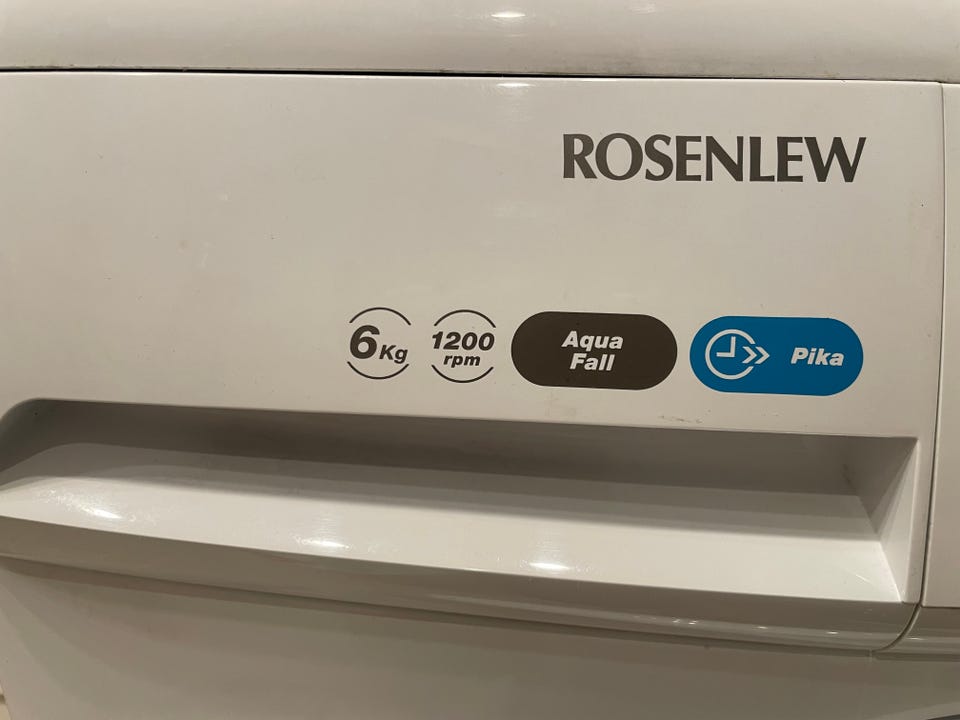 ROSENLEW
6Kg
1200
rpm
Aqua
Fall
Pika